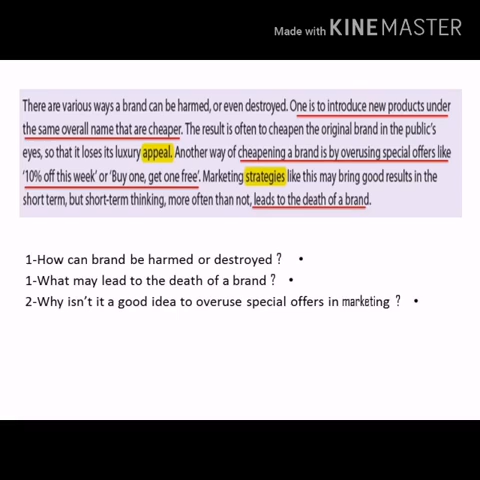 Made with KINEMASTER
There are various ways a brand can be harmed, or even destroyed. One is to introduce new products under
the same overall name that are cheaper. The result is often to cheapen the original brand in the public's
eyes, so that it loses its luxury appeal. Another way of cheapening a brand is by overusing special offers like
'10% off this week' or 'Buy one, get one free'. Marketing strategies like this may bring good results in the
short term, but short-term thinking, more often than not, leads to the death of a brand.
1-How can brand be harmed or destroyed ? •
1-What may lead to the death of a brand ? •
2-Why isn't it a good idea to overuse special offers in marketing ? •